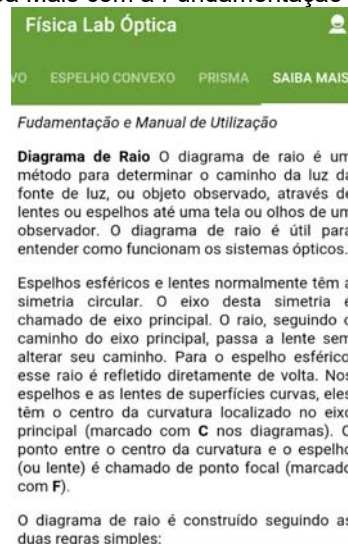 Mais com a Fundamentação
Física Lab Óptica
VO ESPELHO CONVEXO PRISMA SAIBA MAIS
Fudamentação e Manual de Utilização
Diagrama de Raio O diagrama de raio é um
método para determinar o caminho da luz da
fonte de luz, ou objeto observado, através de
lentes ou espelhos até uma tela ou olhos de um
observador. O diagrama de raio é útil para
entender como funcionam os sistemas ópticos.
Espelhos esféricos e lentes normalmente têm a
simetria circular. O eixo desta simetria é
chamado de eixo principal. O raio, seguindo o
caminho do eixo principal, passa a lente sem
alterar seu caminho. Para o espelho esférico
esse raio é refletido diretamente de volta. Nos
espelhos e as lentes de superfícies curvas, eles
têm o centro da curvatura localizado no eixo
principal (marcado com C nos diagramas). O
ponto entre o centro da curvatura e o espelho
(ou lente) é chamado de ponto focal (marcado
com F).
O diagrama de raio é construído seguindo as
duas regras simples: